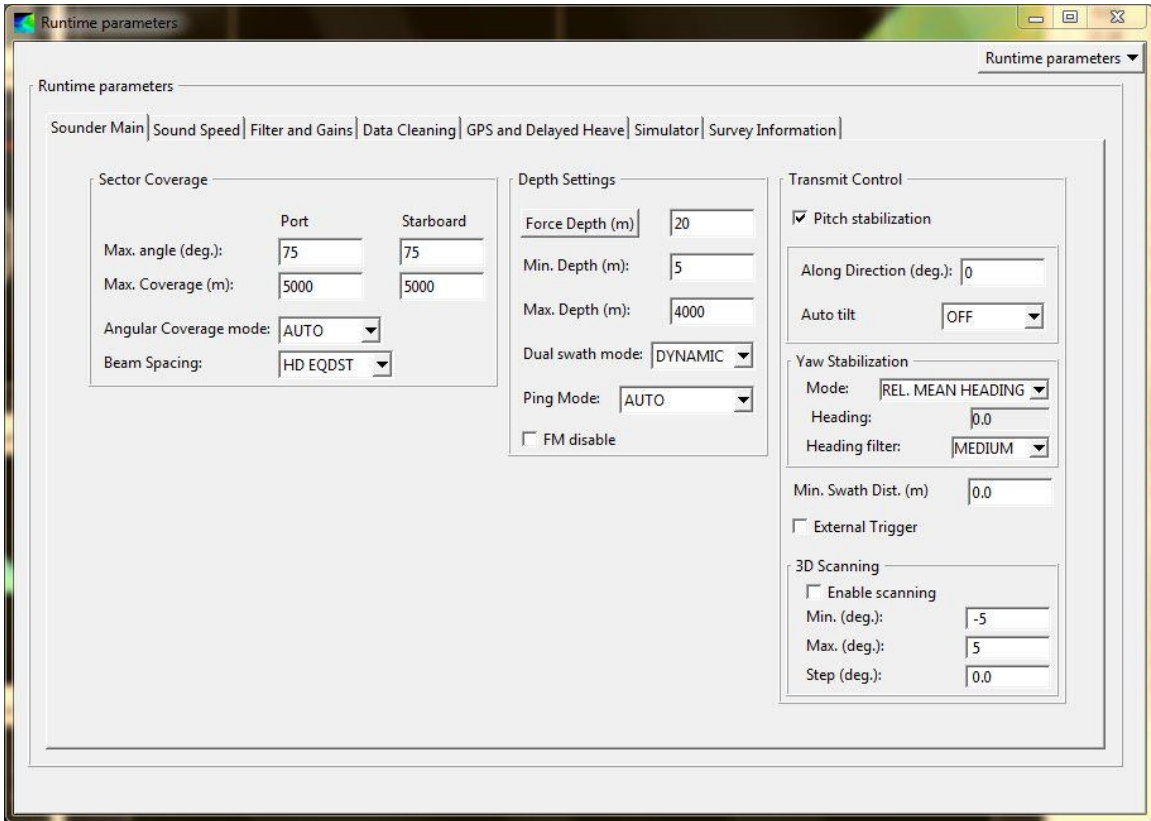 Runtime parameters
Runtime parameters
Runtime parameters
Sounder Main Sound Speed Filter and Gains Data Cleaning GPS and Delayed Heave Simulator Survey Information
Sector Coverage
Port Starboard
Max. angle (deg.): 75 75
Max. Coverage (m): 5000 5000
Angular Coverage mode: AUTO
Beam Spacing: HD EQDST
Depth Settings
Force Depth (m) 20
Min. Depth (m): 5
Max. Depth (m): 4000
Dual swath mode: DYNAMIC
Ping Mode: AUTO
FM disable
Transmit Control
Pitch stabilization
Along Direction (deg.): 0
Auto tilt OFF
Yaw Stabilization
Mode: REL. MEAN HEADING
Heading: 0.0
Heading filter: MEDIUM
Min. Swath Dist. (m) 0.0
External Trigger
3D Scanning
Enable scanning
Min. (deg.): -5
Max. (deg.): 5
Step (deg.): 0.0